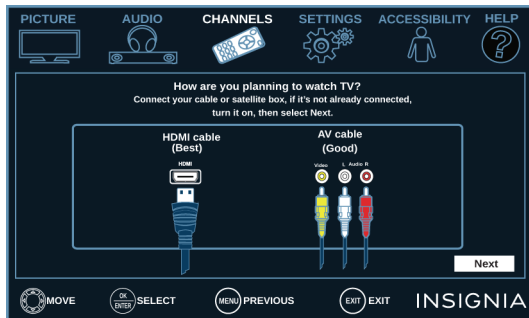 PICTURE AUDIO CHANNELS SETTINGS ACCESSIBILITY HELP
?
How are you planning to watch TV?
Connect your cable or satellite box, if it's not already connected,
turn it on, then select Next.
HDMI cable
(Best)
HDMI
AV cable
(Good)
Video L Audio R
Next
MOVE
OK
ENTER
SELECT
MENU
PREVIOUS
EXIT
EXIT
INSIGNIA